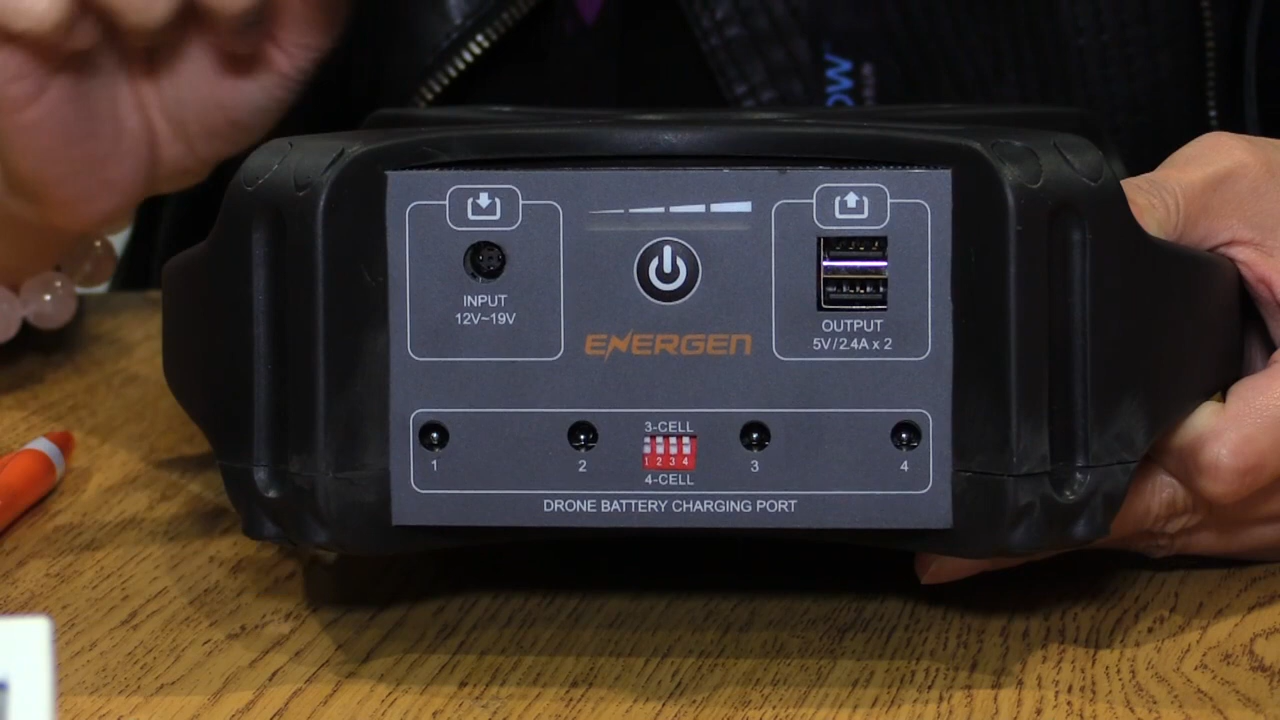 OW
INPUT
12V~19V
ENERGEN
OUTPUT
5V/2.4A x 2
3-CELL
1 2 3 4
4-CELL
1
2
3
4
DRONE BATTERY CHARGING PORT